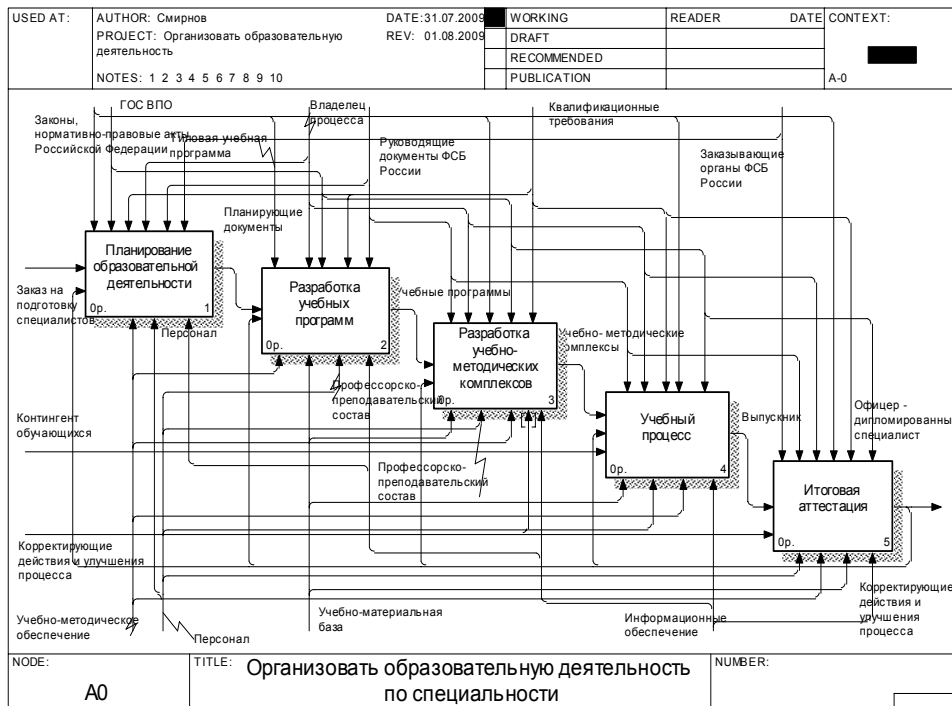 USED AT:
AUTHOR: Смирнов
DATE:31.07.2009
PROJECT: Организовать образовательную
деятельность
REV: 01.08.2009
NOTES: 1 2 3 4 5 6 7 8 9 10
WORKING
DRAFT
RECOMMENDED
PUBLICATION
READER
DATE
CONTEXT:
A-0
ГОС ВПО
Законы,
нормативно-правовые акты
Российской Федерации
Типовая учебная
программа
Владелец
процесса
Руководящие
документы ФСБ
России
Квалификационные
требования
Заказывающие
органы ФСБ
России
Планирующие
документы
Планирование
образовательной
деятельности
0р.
1
Заказ на
подготовку
специалистов
Персонал
Разработка
учебных
программ
0р.
2
Учебные программы
Разработка
учебно-
методических
комплексов
0р.
3
Учебно- методические
комплексы
Профессорско-
преподавательский
состав
Контингент
обучающихся
Учебный
процесс
0р.
4
Выпускник
Офицер -
дипломированный
специалист
Профессорско-
преподавательский
состав
Итоговая
аттестация
0р.
5
Корректирующие
действия и улучшения
процесса
Корректирующие
действия и
улучшения
процесса
Учебно-методическое
обеспечение
Персонал
Учебно-материальная
база
Информационные
обеспечение
NODE:
A0
TITLE:
Организовать образовательную деятельность
по специальности
NUMBER: